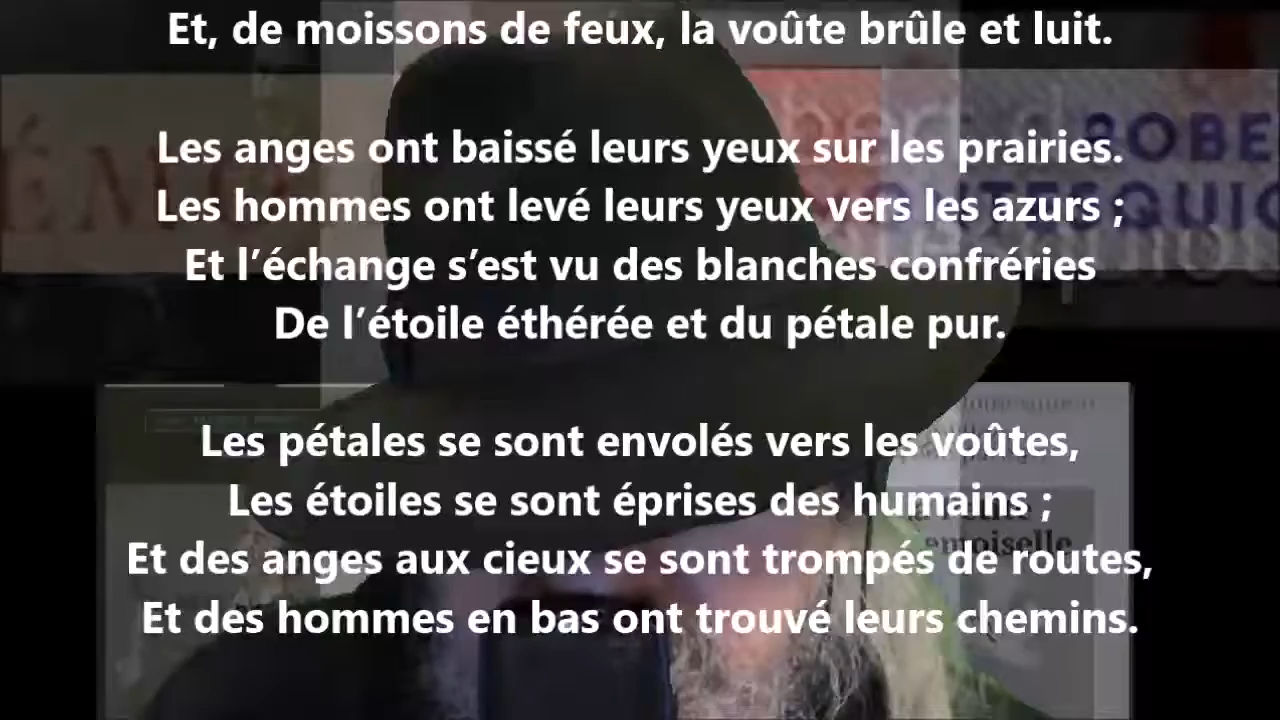 Et, de moissons de feux, la voûte brûle et luit.
Les anges ont baissé leurs yeux sur les prairies.
Les hommes ont levé leurs yeux vers les azurs ;
Et l’échange s’est vu des blanches confréries
De l’étoile éthérée et du pétale pur.
Les pétales se sont envolés vers les voûtes,
Les étoiles se sont éprises des humains ;
Et des anges aux cieux se sont trompés de routes,
Et des hommes en bas ont trouvé leurs chemins.